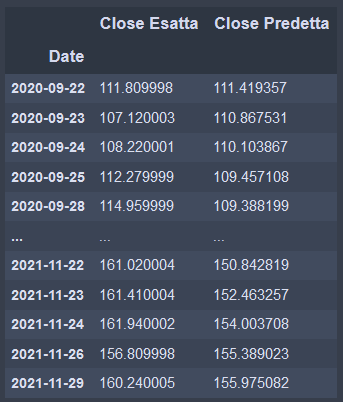 Close Esatta Close Predetta
Date
2020-09-22 111.809998 111.419357
2020-09-23 107.120003 110.867531
2020-09-24 108.220001 110.103867
2020-09-25 112.279999 109.457108
2020-09-28 114.959999 109.388199
... ... ...
2021-11-22 161.020004 150.842819
2021-11-23 161.410004 152.463257
2021-11-24 161.940002 154.003708
2021-11-26 156.809998 155.389023
2021-11-29 160.240005 155.975082